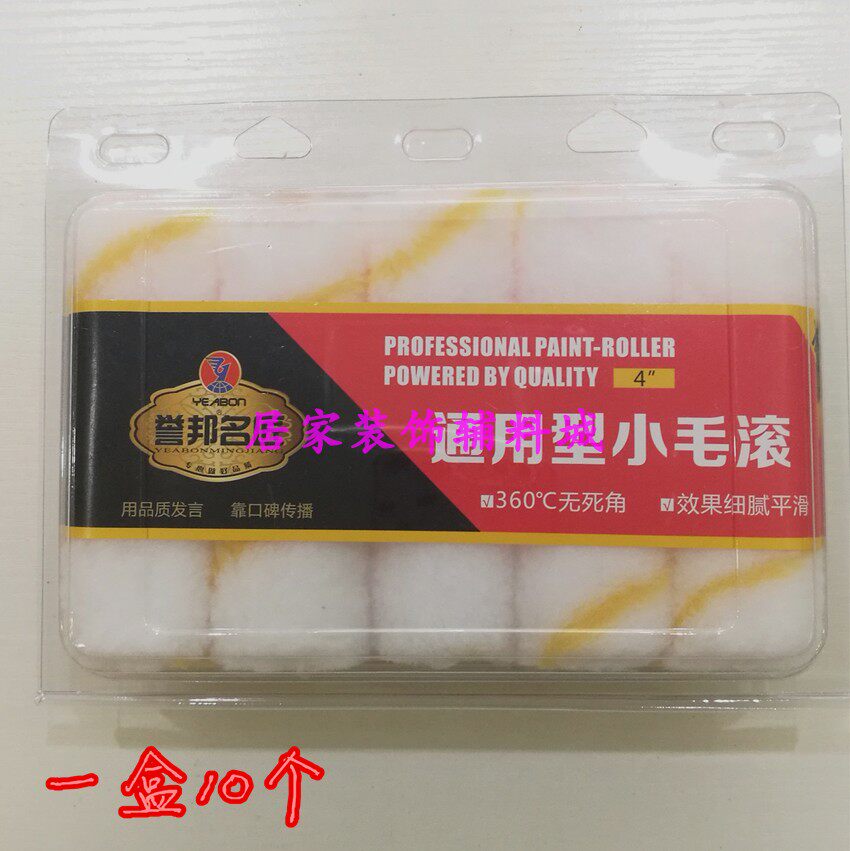 PROFESSIONAL PAINT-ROLLER
POWERED BY QUALITY 4"
YEABON
誉邦名
YEABONMINGJIANG
居家装饰辅料城
通用型小毛滚
用品质发言 靠口碑传播
360℃无死角 效果细腻平滑
一盒10个